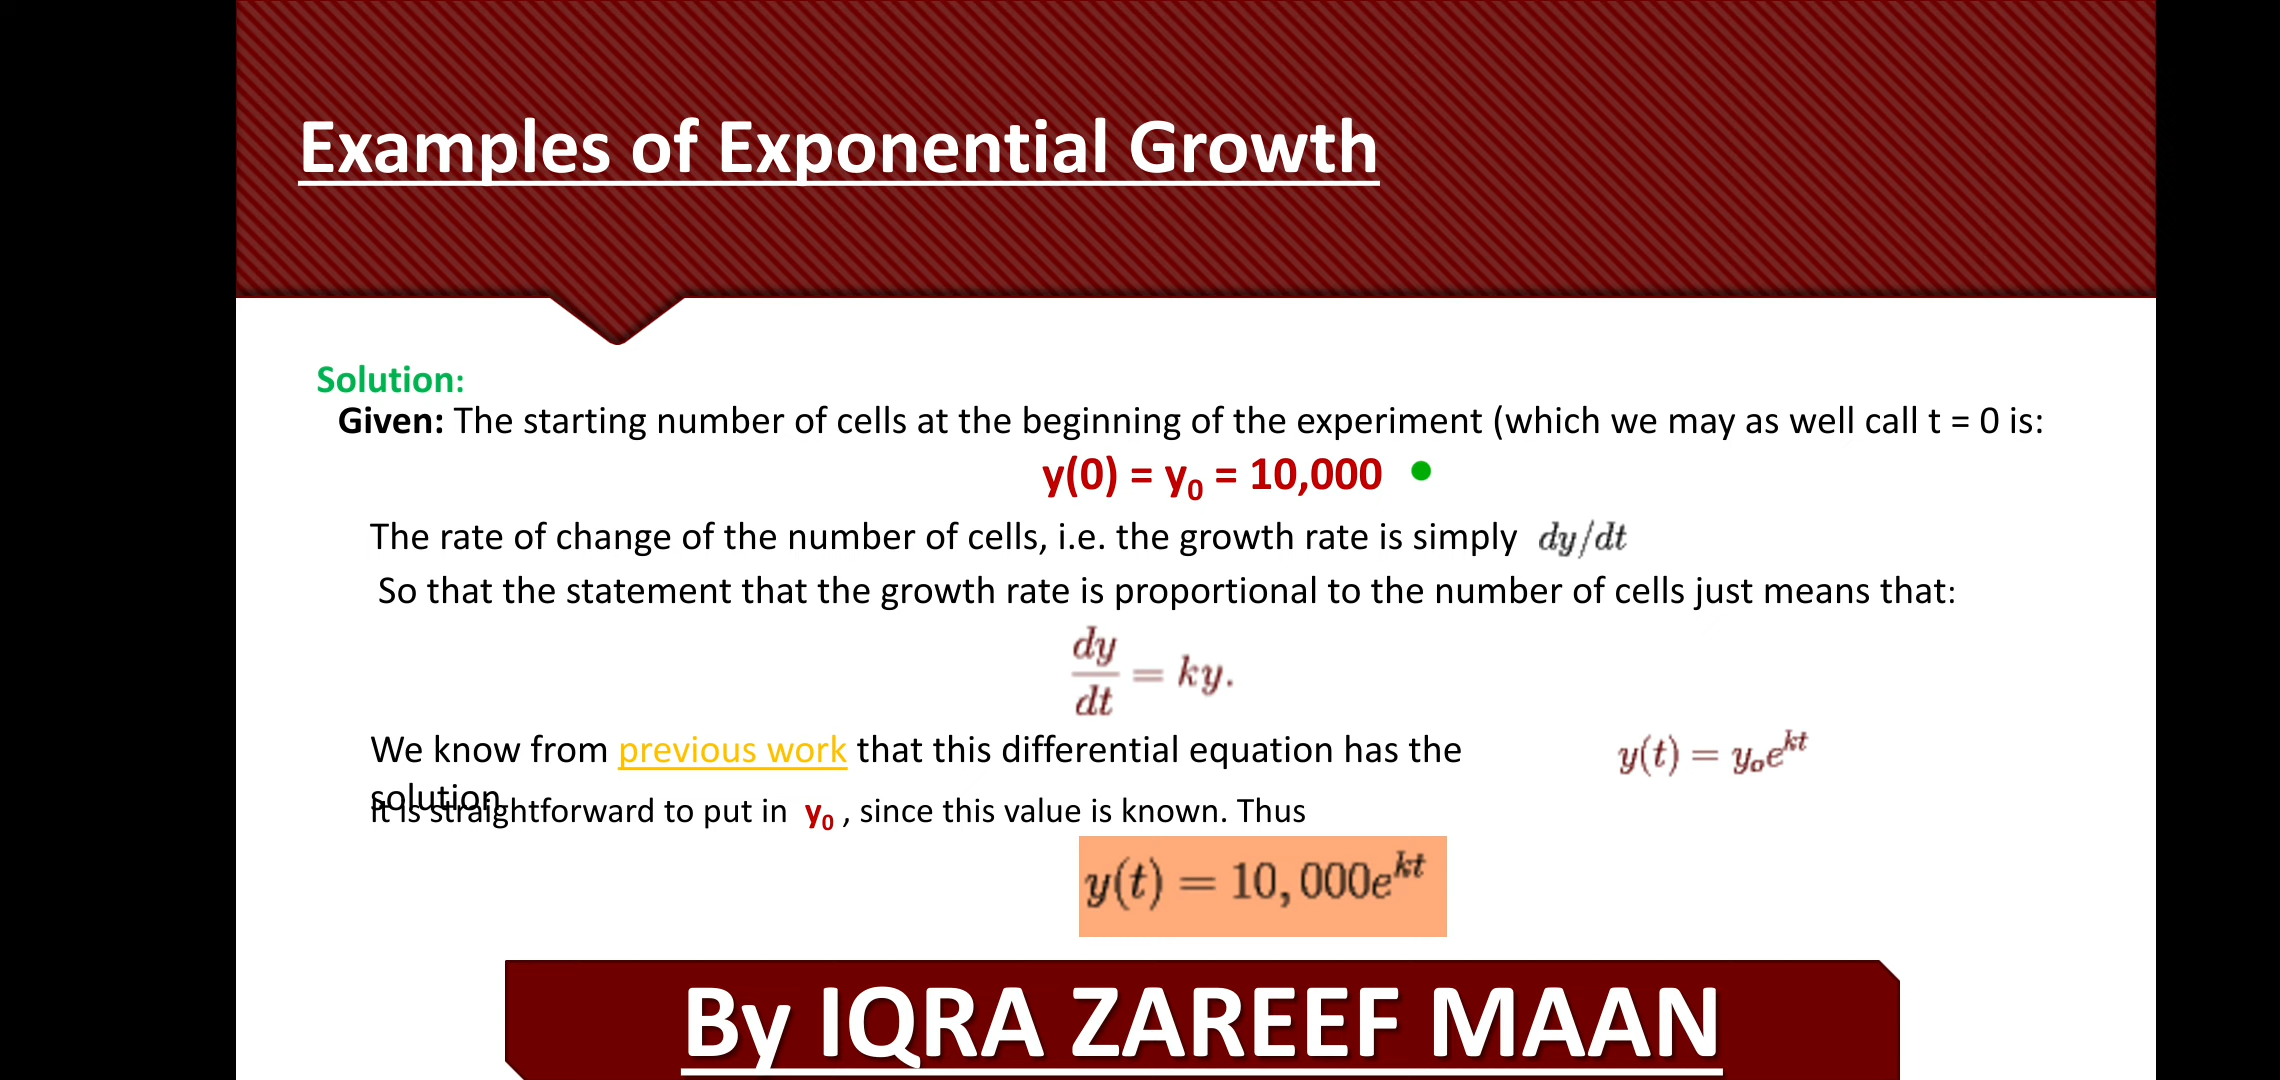 Examples of Exponential Growth
Solution:
Given: The starting number of cells at the beginning of the experiment (which we may as well call t = 0 is:
y(0) = y₀ = 10,000
The rate of change of the number of cells, i.e. the growth rate is simply dy/dt
So that the statement that the growth rate is proportional to the number of cells just means that:
dy/dt = ky.
We know from previous work that this differential equation has the y(t) = yₒeᵏᵗ
solution
It is straightforward to put in y₀ , since this value is known. Thus
y(t) = 10, 000eᵏᵗ
By IQRA ZAREEF MAAN